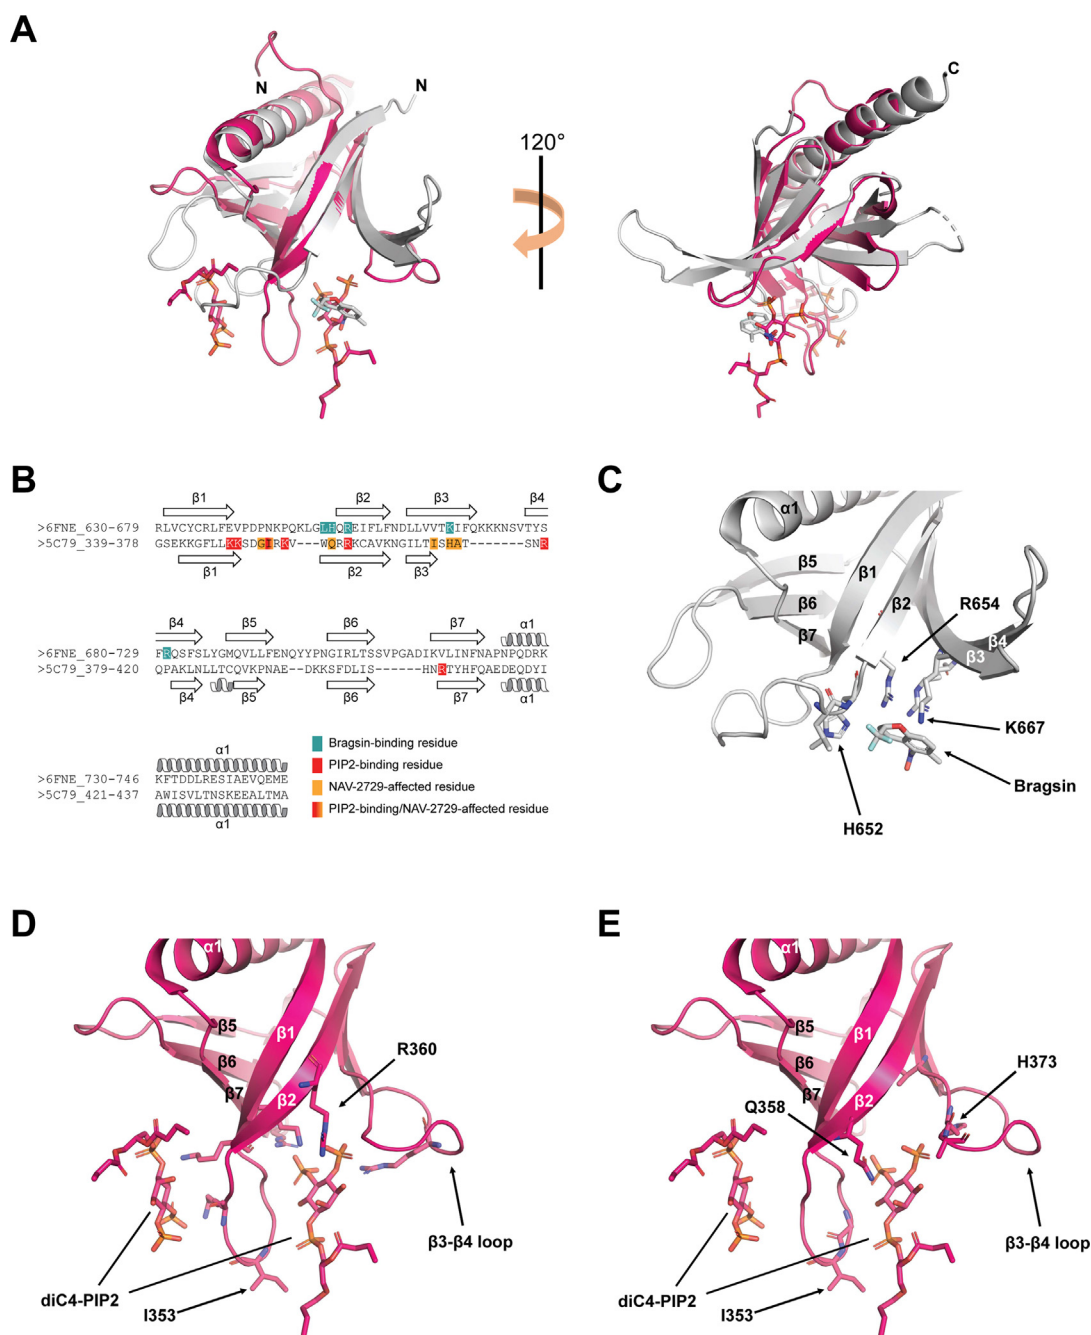 A
N
N
120°
C
B
β1
β2
β3
β4
>6FNE_630-679
RLVCYCRLFEVPDPNKPQKLGLHQREIFLFNDLLVVTKIFQKKKNSVTYS
>5C79_339-378
GSEKKGFLLKKSDGIRKV----WQRRKCAVKNGILTISHAT-------SNR
β1
β2
β3
β4
β5
β6
β7
α1
>6FNE_680-729
FRQSFSLYGMQVLLFENQYYPNGIRLTSSVPGADIKVLINFNAPNPQDRK
>5C79_379-420
QPAKLNLLTCQVKPNAE--DKKSFDLIS------HNRTYHFQAEDEQDYI
β4
β5
β6
β7
α1
α1
>6FNE_730-746
KFTDDLRESIAEVQEME
>5C79_421-437
AWISVLTNSKEEALTMA
α1
Bragsin-binding residue
PIP2-binding residue
NAV-2729-affected residue
PIP2-binding/NAV-2729-affected residue
C
α1
β5
β1
β6
β2
R654
β7
β4
β3
K667
Bragsin
H652
D
α1
β5
β1
R360
β6
β7
β2
β3-β4 loop
diC4-PIP2
I353
E
α1
β5
β1
β6
H373
β7
β2
Q358
β3-β4 loop
diC4-PIP2
I353